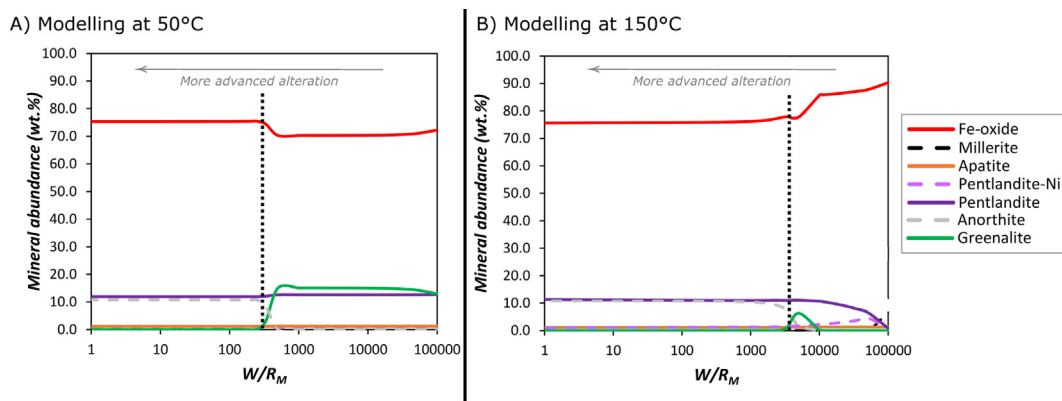 A) Modelling at 50°C
100.0
90.0
80.0
70.0
60.0
50.0
40.0
30.0
20.0
10.0
0.0
Mineral abundance (wt.%)
More advanced alteration
1
10
100
1000
10000
100000
W/RM
B) Modelling at 150°C
100.0
90.0
80.0
70.0
60.0
50.0
40.0
30.0
20.0
10.0
0.0
Mineral abundance (wt.%)
More advanced alteration
1
10
100
1000
10000
100000
W/RM
Fe-oxide
Millerite
Apatite
Pentlandite-Ni
Pentlandite
Anorthite
Greenalite